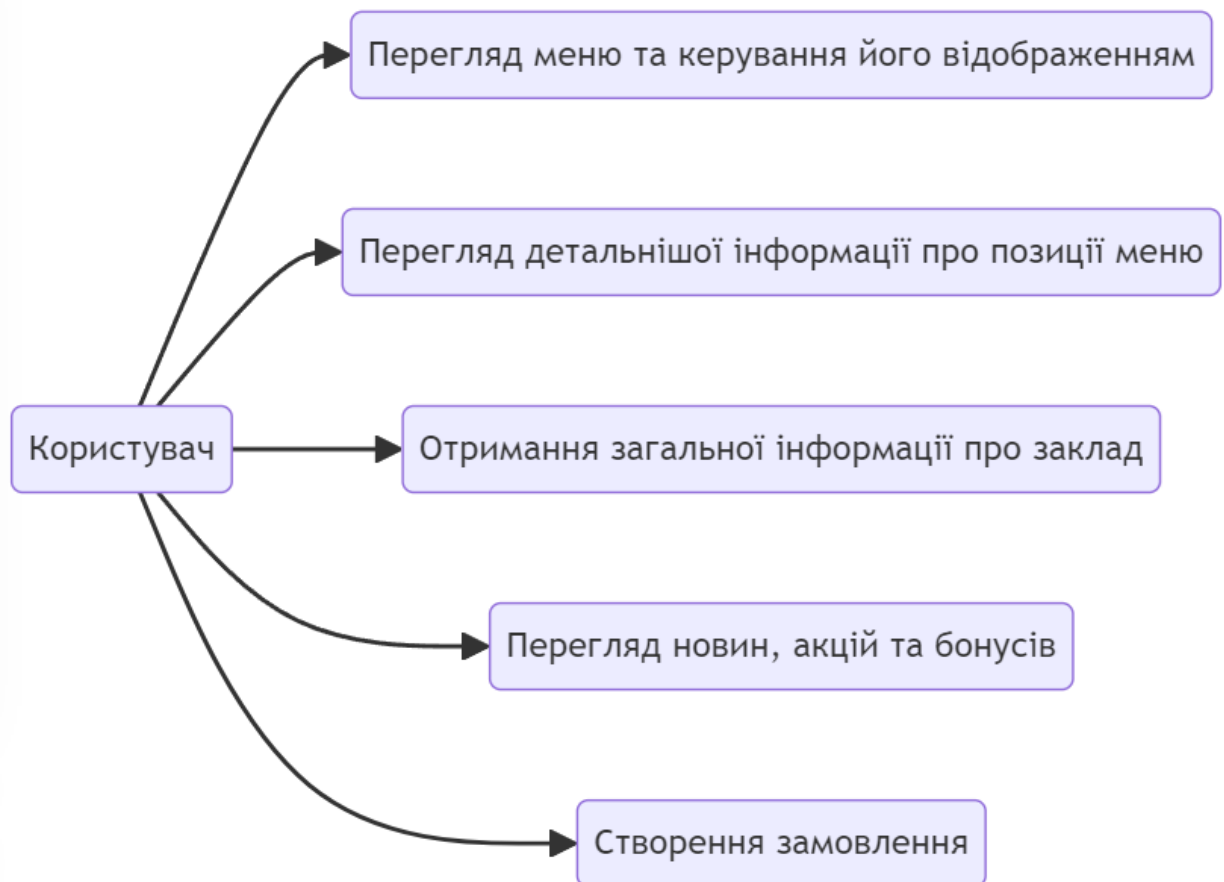 Перегляд меню та керування його відображенням
Перегляд детальнішої інформації про позиції меню
Користувач
Отримання загальної інформації про заклад
Перегляд новин, акцій та бонусів
Створення замовлення